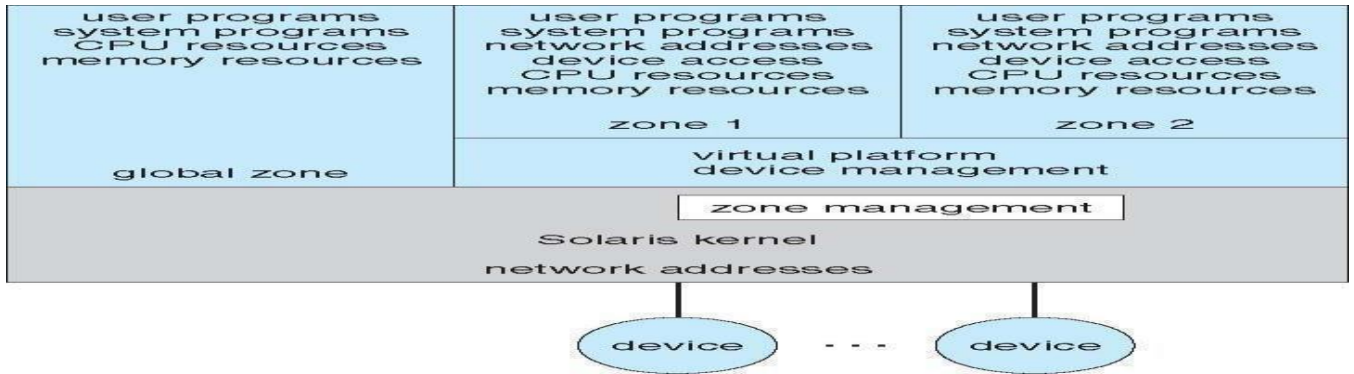 user programs
system programs
CPU resources
memory resources
global zone
user programs
system programs
network addresses
device access
CPU resources
memory resources
zone 1
user programs
system programs
network addresses
device access
CPU resources
memory resources
zone 2
virtual platform
device management
zone management
Solaris kernel
network addresses
device
. . .
device